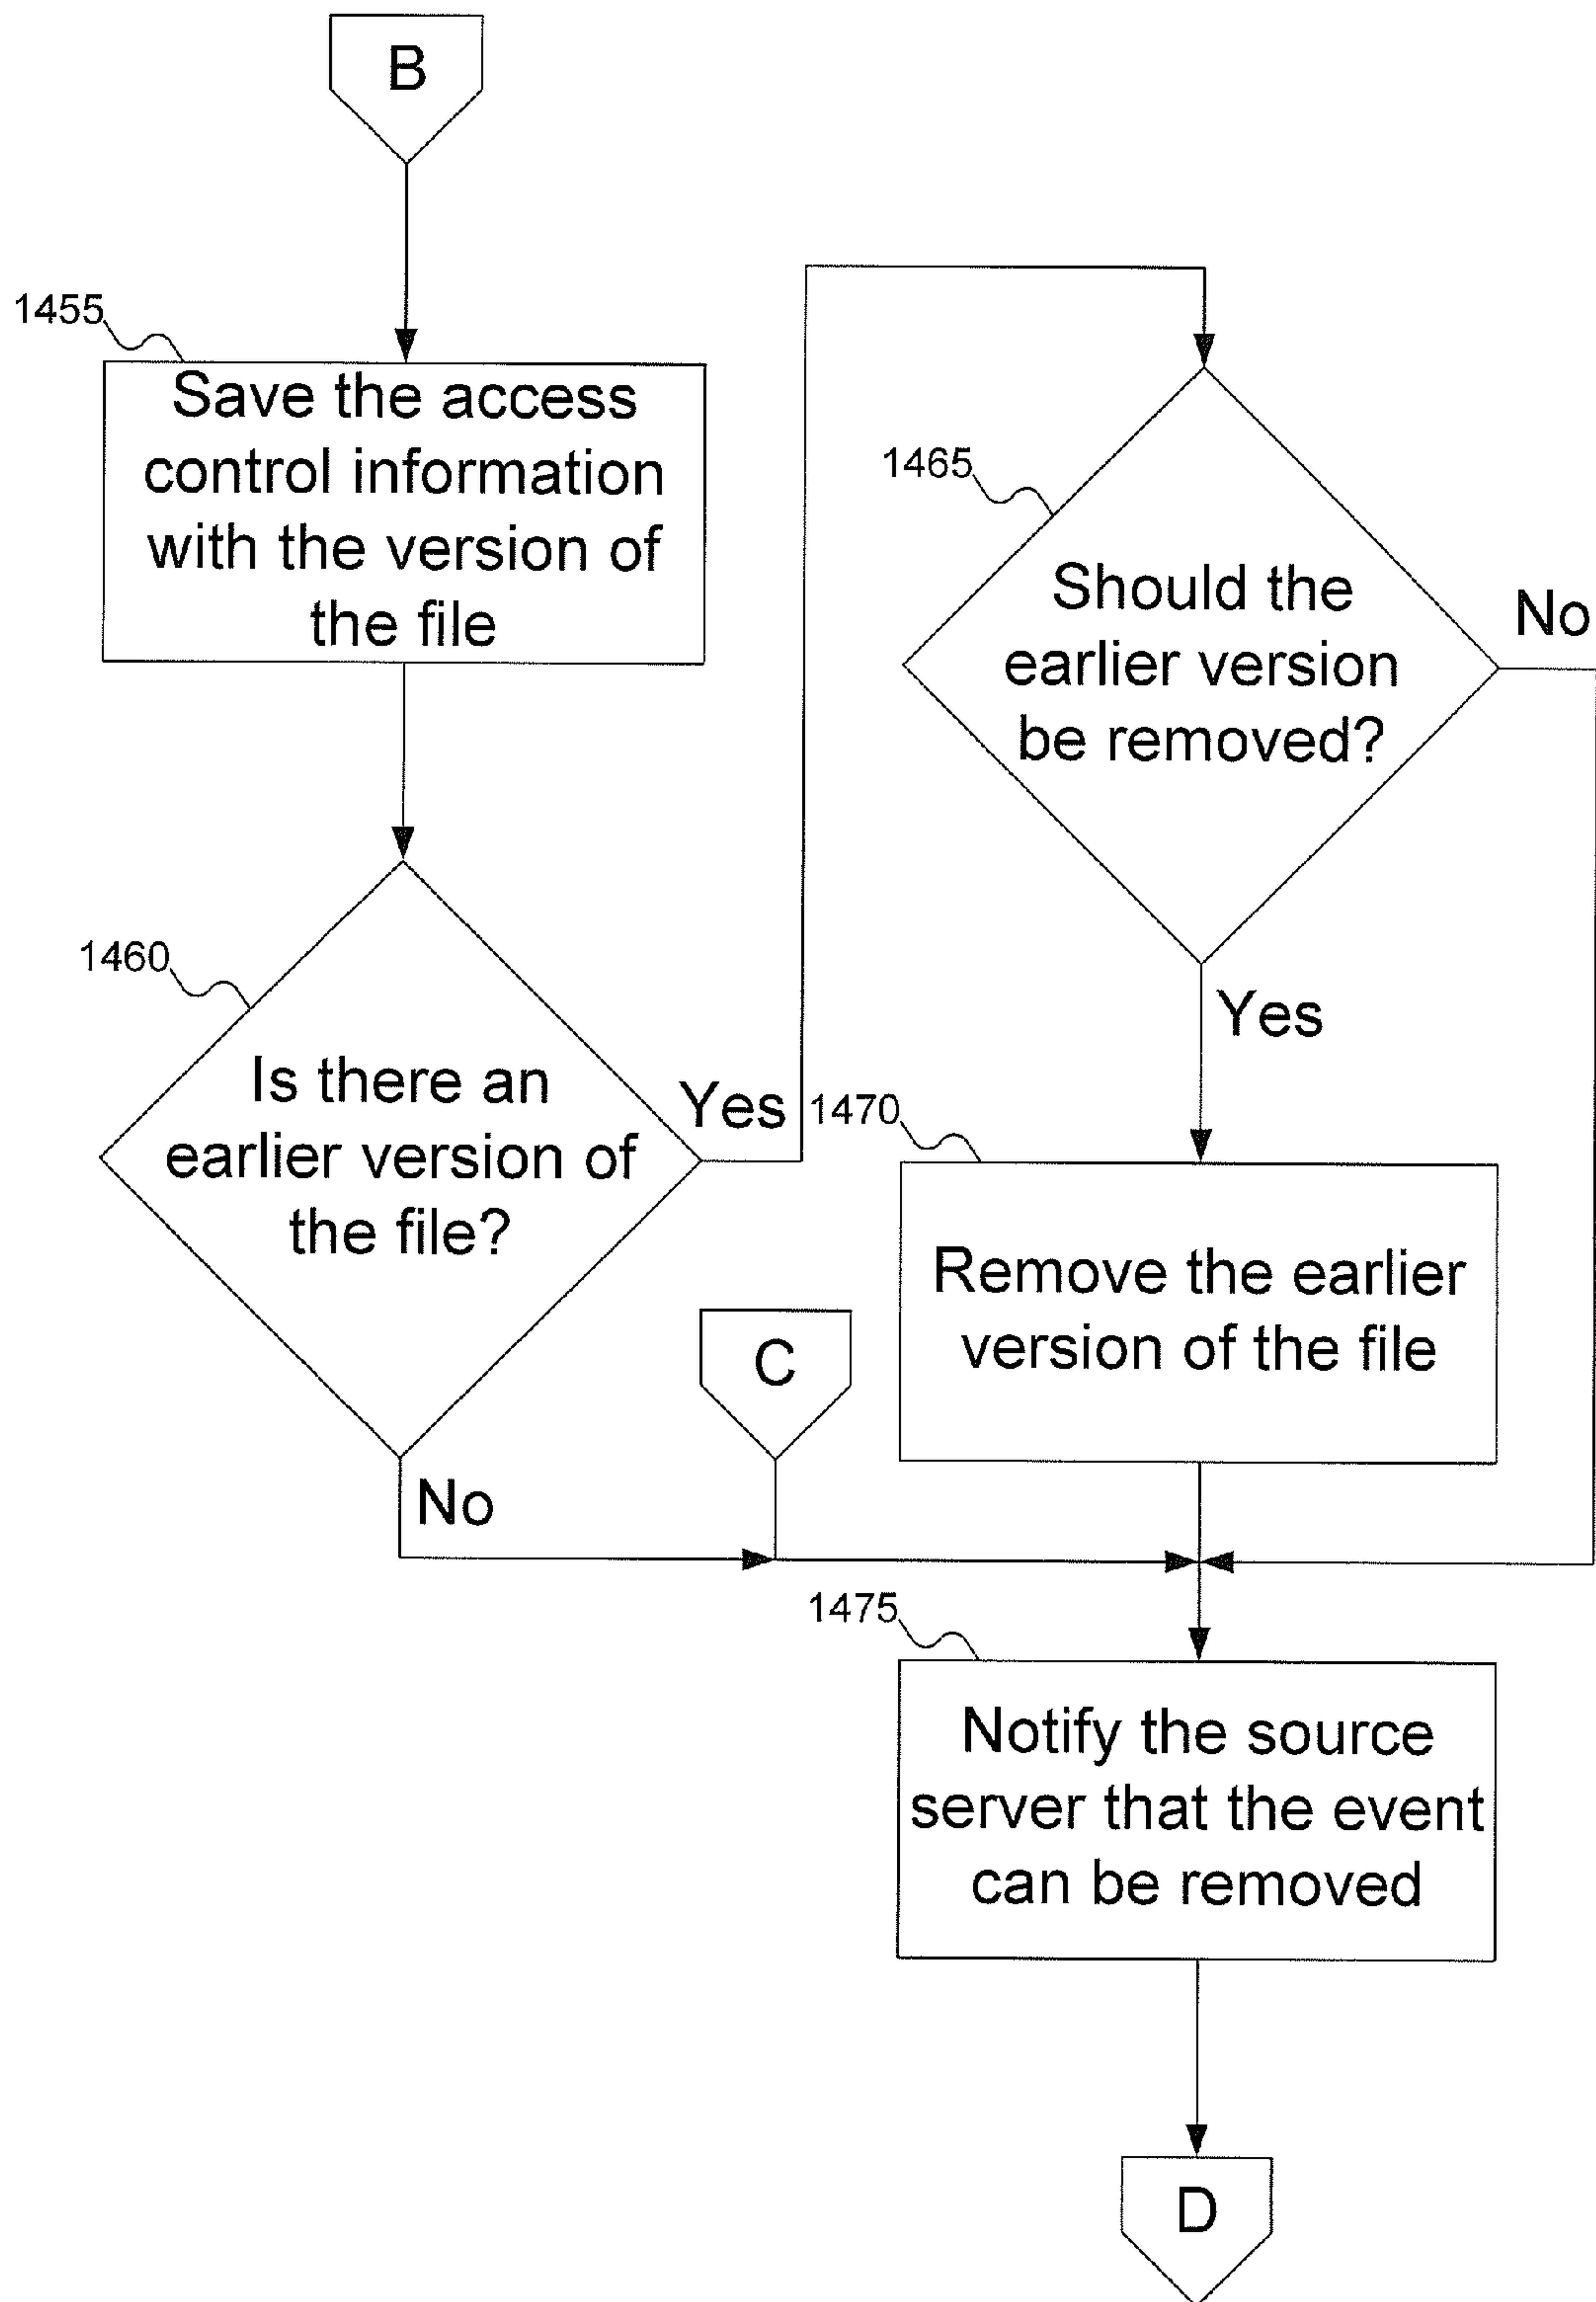 B
1455
Save the access
control information
with the version of
the file
1460
Is there an
earlier version of
the file?
Yes
No
1465
Should the
earlier version
be removed?
No
Yes
1470
Remove the earlier
version of the file
C
1475
Notify the source
server that the event
can be removed
D